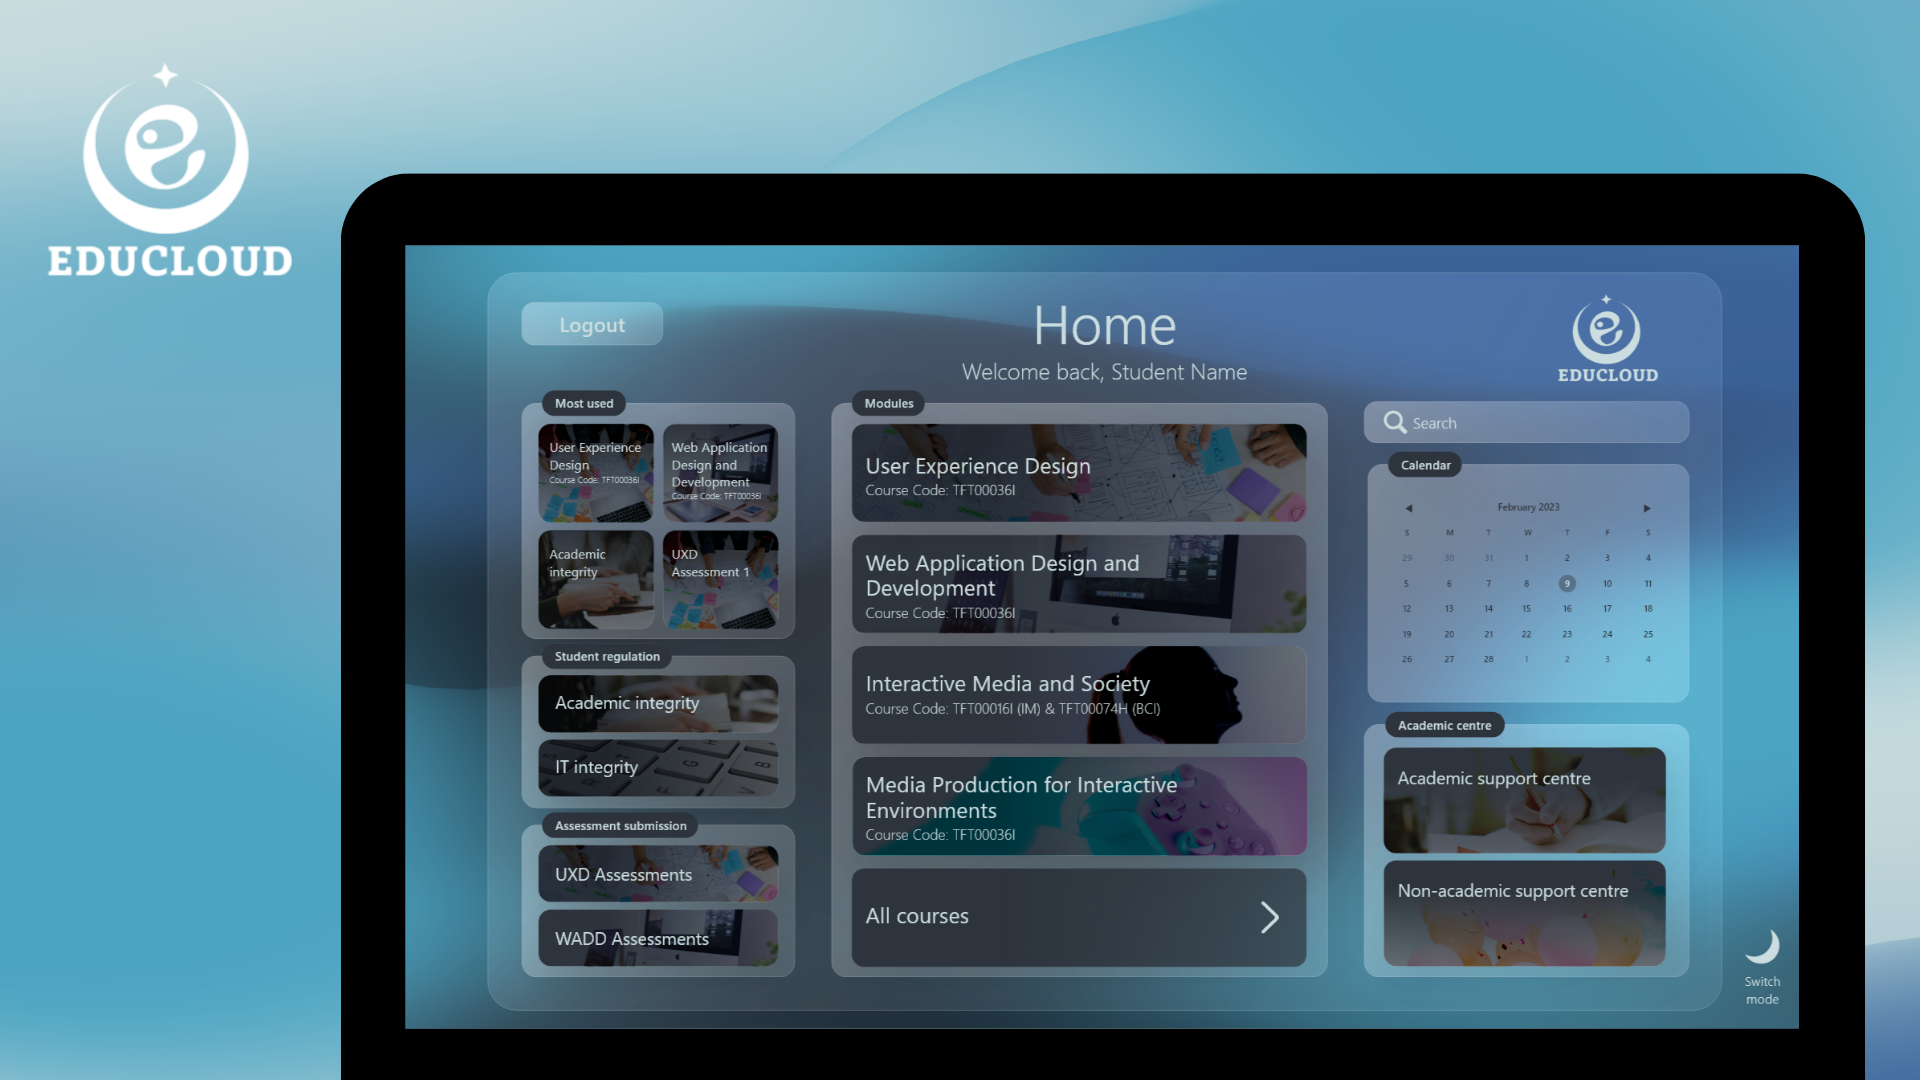 EDUCLOUD
Logout
Home
Welcome back, Student Name
EDUCLOUD
Most used
User Experience
Design
Course Code: TFT00036I
Web Application
Design and
Development
Course Code: TFT00036I
Academic
integrity
UXD
Assessment 1
Student regulation
Academic integrity
IT integrity
Assessment submission
UXD Assessments
WADD Assessments
Modules
User Experience Design
Course Code: TFT00036I
Web Application Design and
Development
Course Code: TFT00036I
Interactive Media and Society
Course Code: TFT00016I (IM) & TFT00074H (BCI)
Media Production for Interactive
Environments
Course Code: TFT00036I
All courses
Search
Calendar
February 2023
S M T W T F S
29 30 31 1 2 3 4
5 6 7 8 9 10 11
12 13 14 15 16 17 18
19 20 21 22 23 24 25
26 27 28 1 2 3 4
Academic centre
Academic support centre
Non-academic support centre
Switch
mode